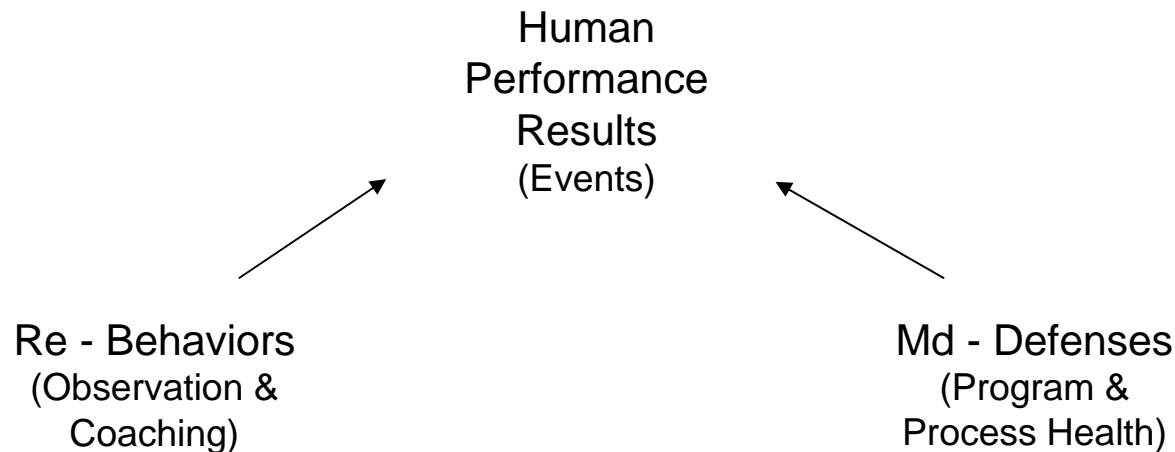 Human
Performance
Results
(Events)
Re - Behaviors
(Observation &
Coaching)
Md - Defenses
(Program &
Process Health)